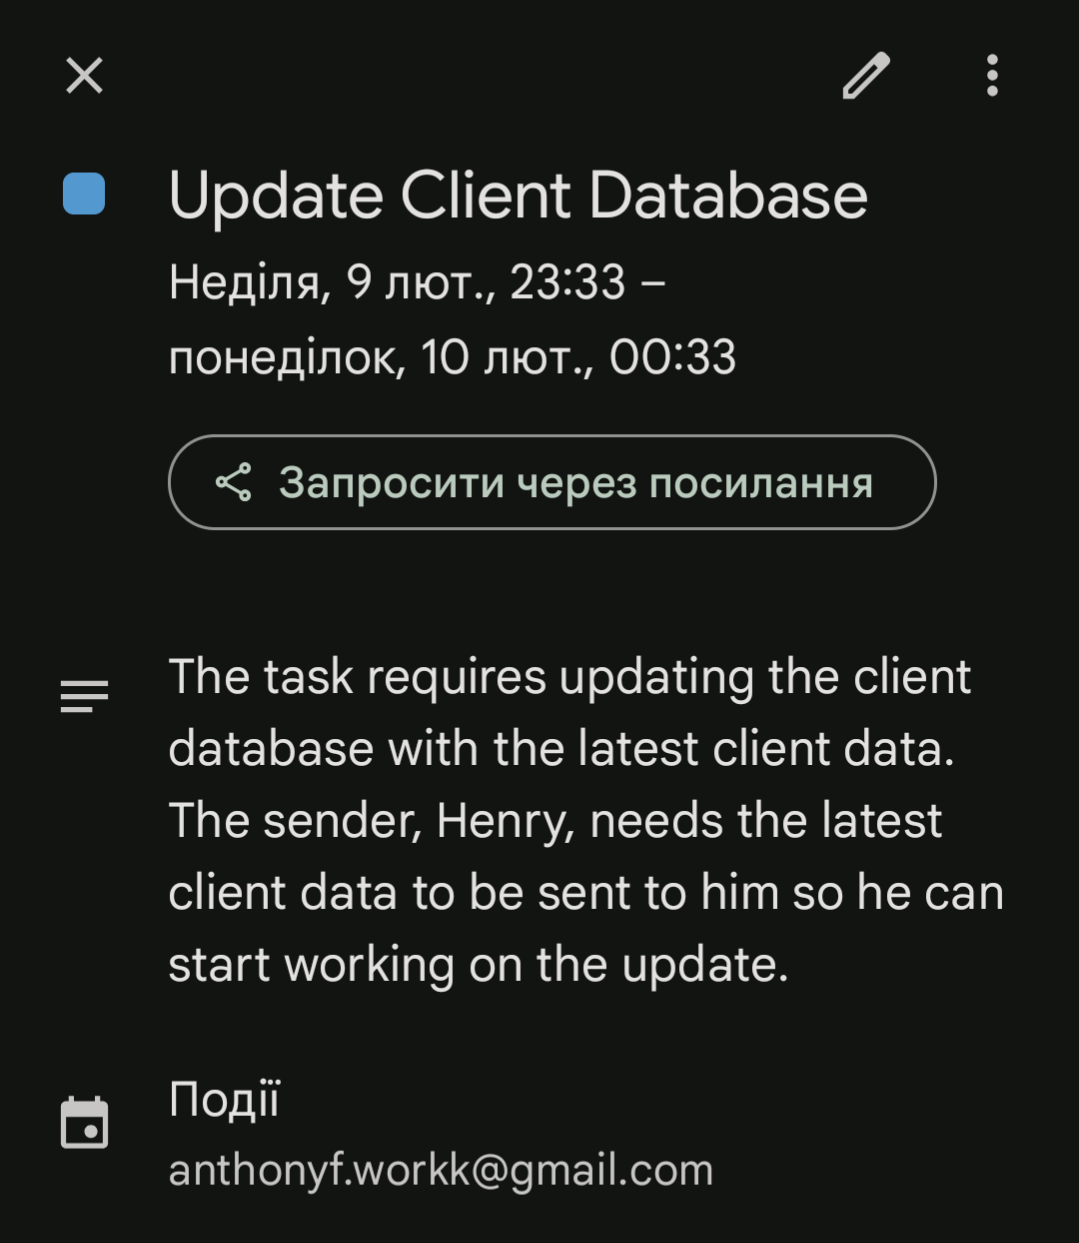 Update Client Database
Неділя, 9 лют., 23:33 –
понеділок, 10 лют., 00:33
Запросити через посилання
The task requires updating the client
database with the latest client data.
The sender, Henry, needs the latest
client data to be sent to him so he can
start working on the update.
Події
anthonyf.workk@gmail.com